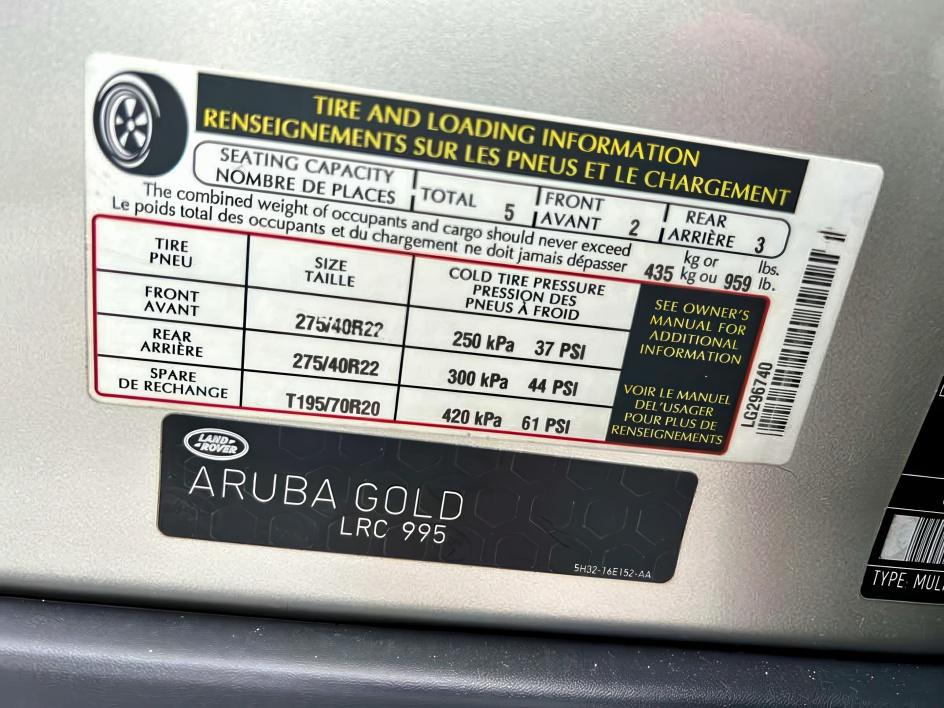 TIRE AND LOADING INFORMATION
RENSEIGNEMENTS SUR LES PNEUS ET LE CHARGEMENT
SEATING CAPACITY
NOMBRE DE PLACES
TOTAL 5
FRONT
AVANT 2
REAR
ARRIÈRE 3
The combined weight of occupants and cargo should never exceed 435 kg or 959 lbs.
Le poids total des occupants et du chargement ne doit jamais dépasser kg ou lb.
TIRE
PNEU
SIZE
TAILLE
COLD TIRE PRESSURE
PRESSION DES
PNEUS À FROID
FRONT
AVANT
275/40R22
250 kPa 37 PSI
REAR
ARRIÈRE
275/40R22
300 kPa 44 PSI
SPARE
DE RECHANGE
T195/70R20
420 kPa 61 PSI
SEE OWNER'S
MANUAL FOR
ADDITIONAL
INFORMATION
VOIR LE MANUEL
DEL'USAGER
POUR PLUS DE
RENSEIGNEMENTS
LG296740
LAND
ROVER
ARUBA GOLD
LRC 995
5H32-16E152-AA
TYPE: